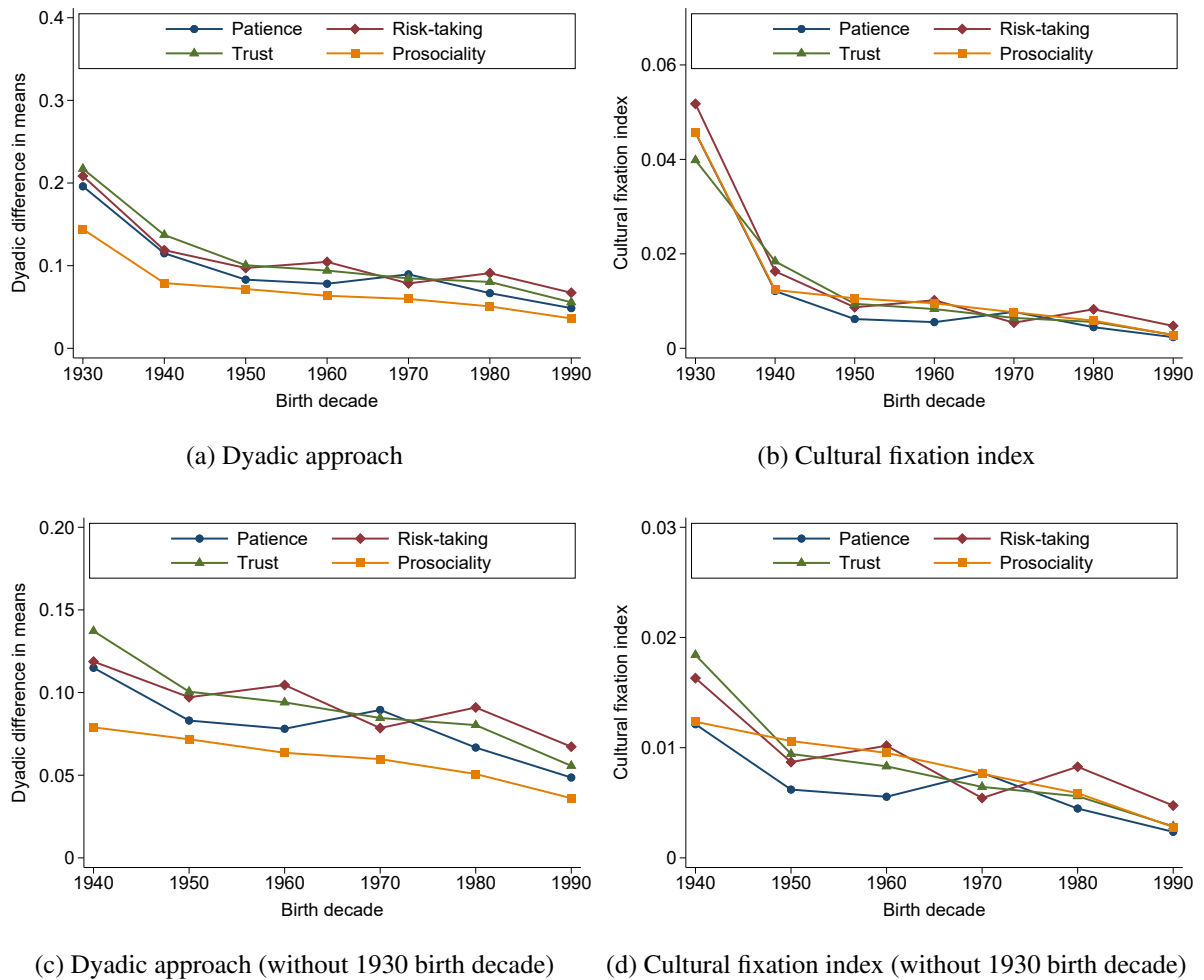 0.4
0.3
0.2
0.1
0
Dyadic difference in means
Patience
Risk-taking
Trust
Prosociality
1930 1940 1950 1960 1970 1980 1990
Birth decade
(a) Dyadic approach
0.06
0.04
0.02
0
Cultural fixation index
Patience
Risk-taking
Trust
Prosociality
1930 1940 1950 1960 1970 1980 1990
Birth decade
(b) Cultural fixation index
0.20
0.15
0.10
0.05
0
Dyadic difference in means
Patience
Risk-taking
Trust
Prosociality
1940 1950 1960 1970 1980 1990
Birth decade
(c) Dyadic approach (without 1930 birth decade)
0.03
0.02
0.01
0
Cultural fixation index
Patience
Risk-taking
Trust
Prosociality
1940 1950 1960 1970 1980 1990
Birth decade
(d) Cultural fixation index (without 1930 birth decade)